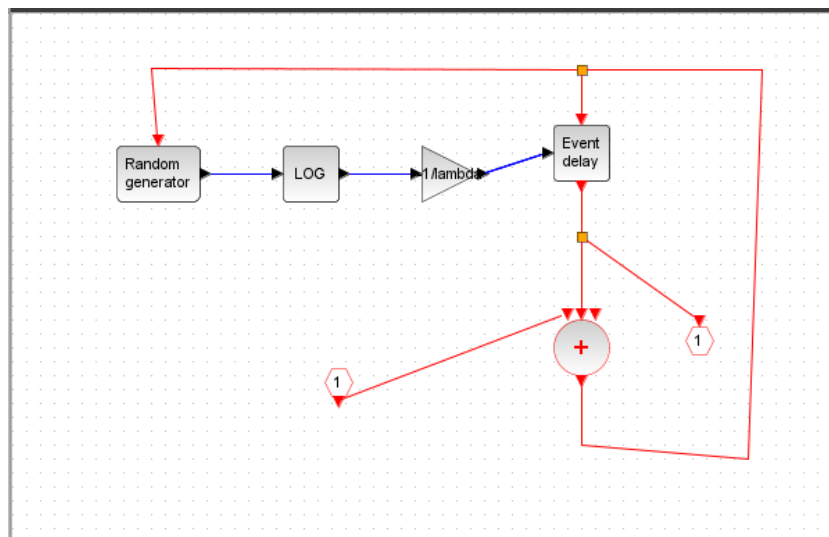 Random
generator
LOG
-1/lambda
Event
delay
1
+
1